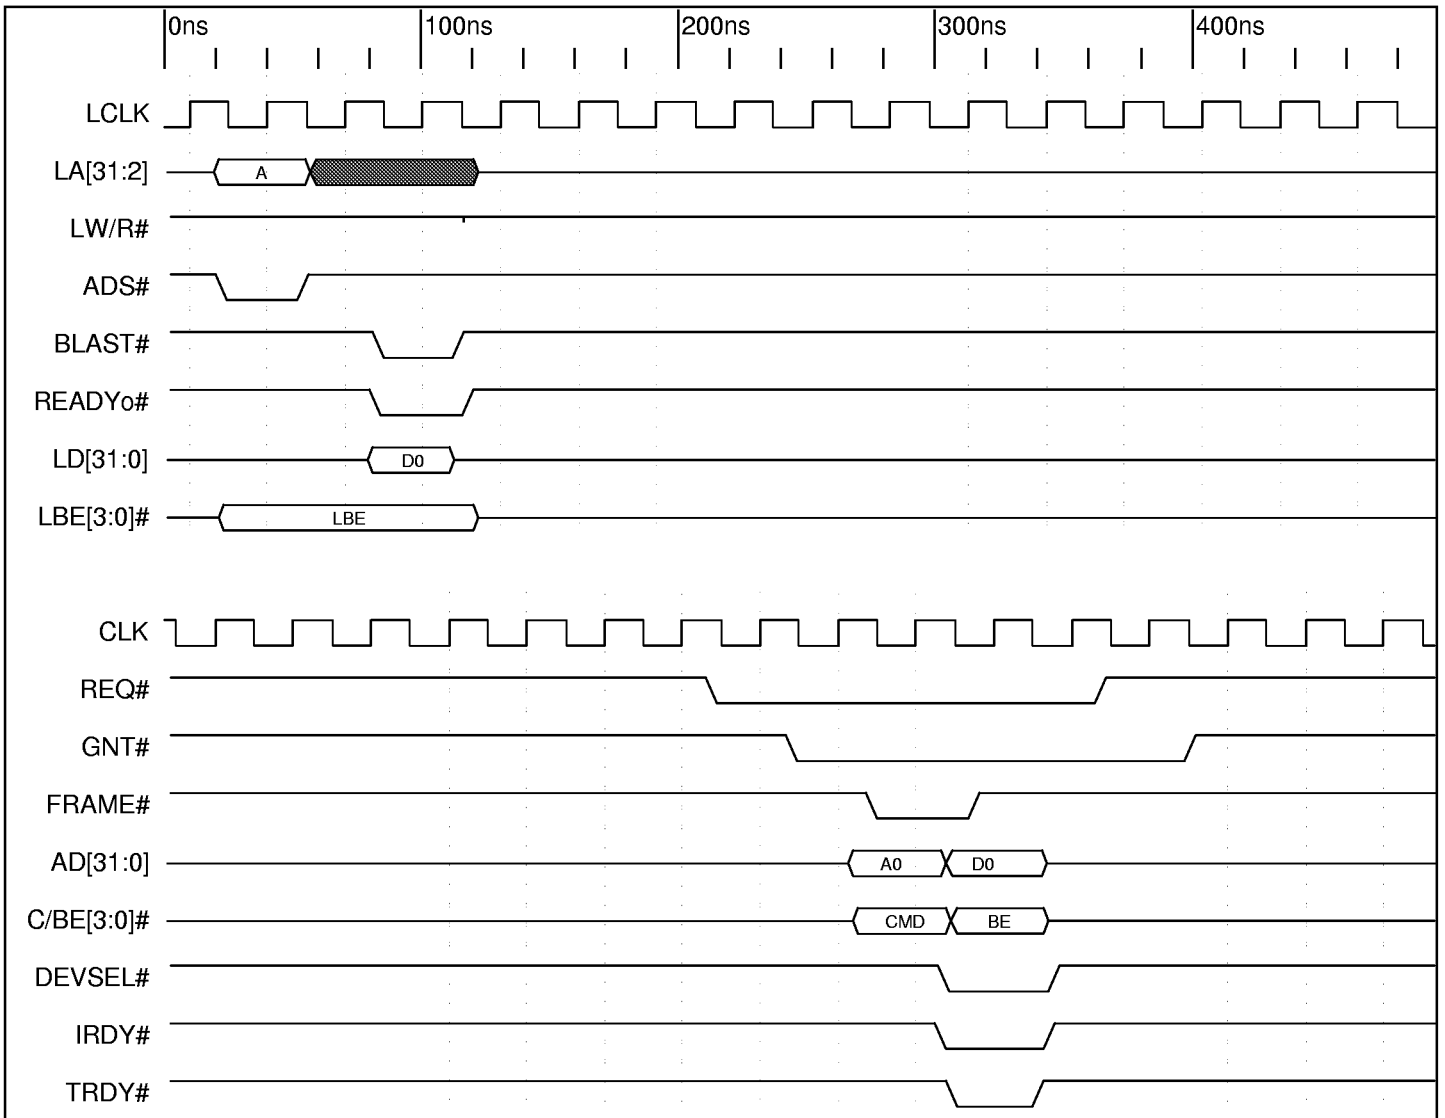 0ns 100ns 200ns 300ns 400ns
LCLK
LA[31:2] A
LW/R#
ADS#
BLAST#
READYo#
LD[31:0] D0
LBE[3:0]# LBE
CLK
REQ#
GNT#
FRAME#
AD[31:0] A0 D0
C/BE[3:0]# CMD BE
DEVSEL#
IRDY#
TRDY#